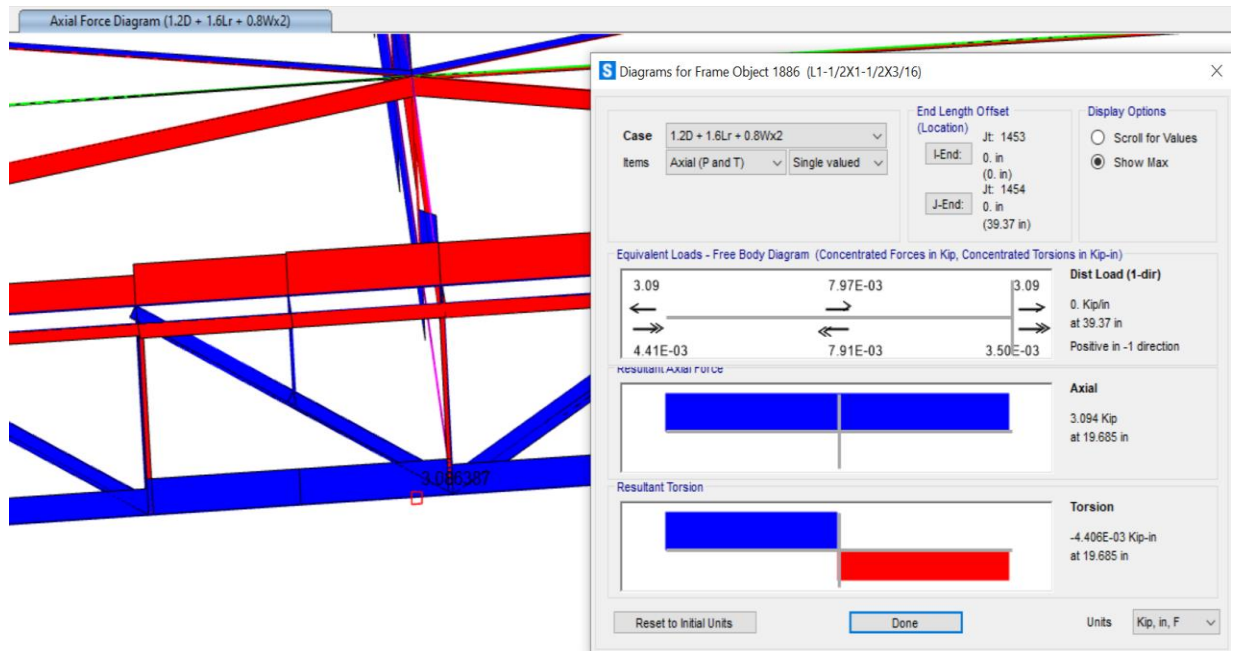 Axial Force Diagram (1.2D + 1.6Lr + 0.8Wx2)
3.086387
S Diagrams for Frame Object 1886 (L1-1/2X1-1/2X3/16)
Case 1.2D + 1.6Lr + 0.8Wx2
Items Axial (P and T) Single valued
End Length Offset
(Location)
Jt: 1453
I-End: 0. in
(0. in)
Jt: 1454
J-End: 0. in
(39.37 in)
Display Options
Scroll for Values
Show Max
Equivalent Loads - Free Body Diagram (Concentrated Forces in Kip, Concentrated Torsions in Kip-in)
3.09 7.97E-03 3.09
4.41E-03 7.91E-03 3.50E-03
Dist Load (1-dir)
0. Kip/in
at 39.37 in
Positive in -1 direction
Resultant Axial Force
Axial
3.094 Kip
at 19.685 in
Resultant Torsion
Torsion
-4.406E-03 Kip-in
at 19.685 in
Reset to Initial Units Done Units Kip, in, F